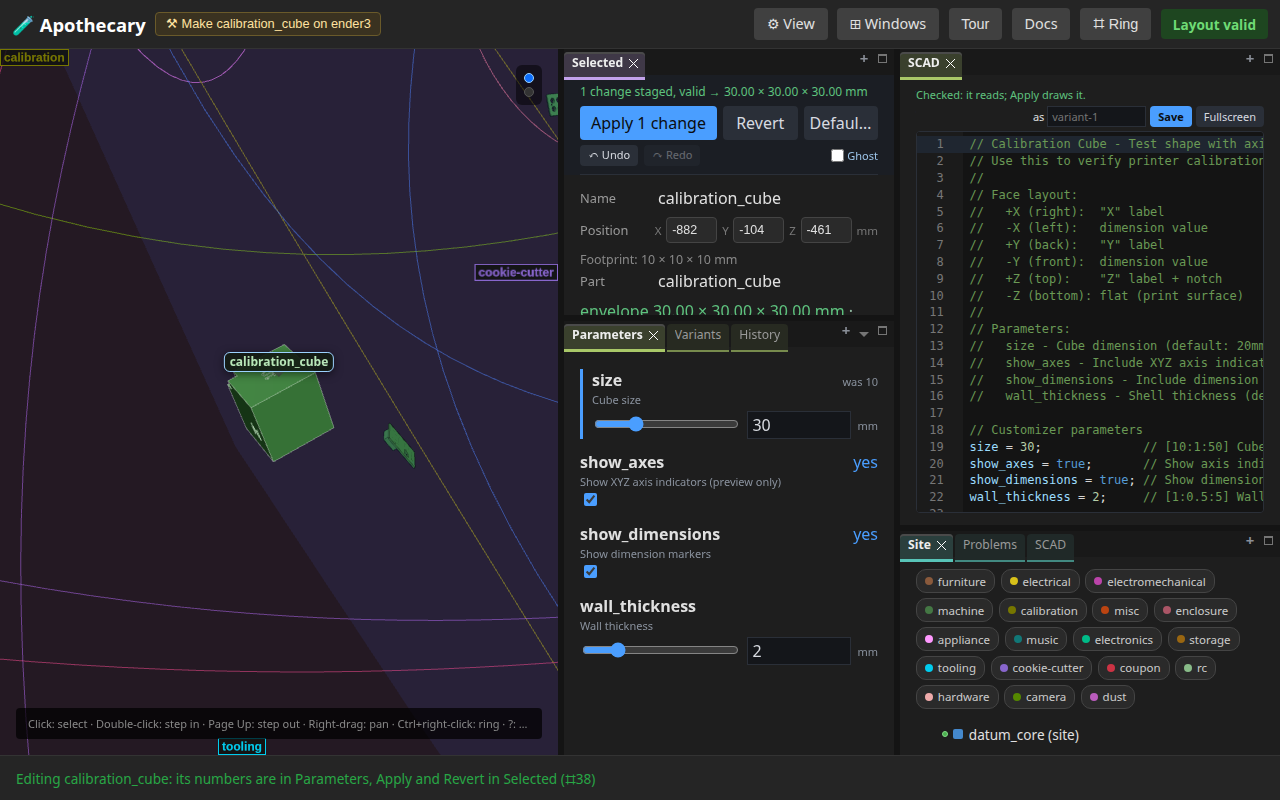 Apothecary
⚒ Make calibration_cube on ender3
⚙ View
⊞ Windows
Tour
Docs
⌗ Ring
Layout valid
calibration
cookie-cutter
calibration_cube
tooling
Click: select · Double-click: step in · Page Up: step out · Right-drag: pan · Ctrl+right-click: ring · ?: ...
Selected
1 change staged, valid → 30.00 × 30.00 × 30.00 mm
Apply 1 change
Revert
Defaul...
↶ Undo
↷ Redo
Ghost
Name calibration_cube
Position X -882 Y -104 Z -461 mm
Footprint: 10 × 10 × 10 mm
Part calibration_cube
envelope 30.00 × 30.00 × 30.00 mm ·
Parameters
Variants
History
size was 10
Cube size
30 mm
show_axes yes
Show XYZ axis indicators (preview only)
show_dimensions yes
Show dimension markers
wall_thickness
Wall thickness
2 mm
SCAD
Checked: it reads; Apply draws it.
as variant-1 Save Fullscreen
1 // Calibration Cube - Test shape with axi
2 // Use this to verify printer calibration
3 //
4 // Face layout:
5 //   +X (right):  "X" label
6 //   -X (left):   dimension value
7 //   +Y (back):   "Y" label
8 //   -Y (front):  dimension value
9 //   +Z (top):    "Z" label + notch
10 //   -Z (bottom): flat (print surface)
11 //
12 // Parameters:
13 //   size - Cube dimension (default: 20mm
14 //   show_axes - Include XYZ axis indicat
15 //   show_dimensions - Include dimension
16 //   wall_thickness - Shell thickness (de
17
18 // Customizer parameters
19 size = 30;              // [10:1:50] Cube
20 show_axes = true;       // Show axis indi
21 show_dimensions = true; // Show dimension
22 wall_thickness = 2;     // [1:0.5:5] Wall
Site
Problems
SCAD
furniture
electrical
electromechanical
machine
calibration
misc
enclosure
appliance
music
electronics
storage
tooling
cookie-cutter
coupon
rc
hardware
camera
dust
datum_core (site)
Editing calibration_cube: its numbers are in Parameters, Apply and Revert in Selected (⌗38)